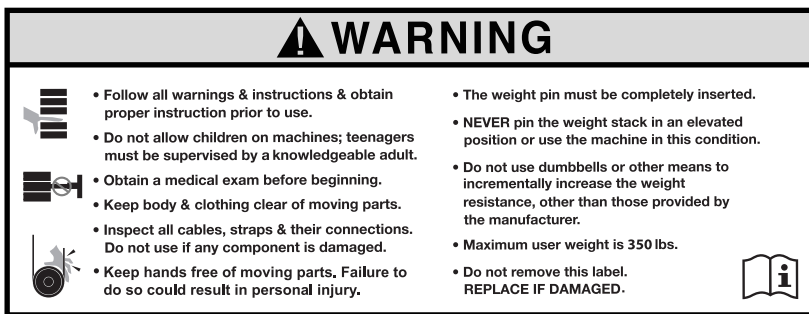 WARNING
• Follow all warnings & instructions & obtain
proper instruction prior to use.
• Do not allow children on machines; teenagers
must be supervised by a knowledgeable adult.
• Obtain a medical exam before beginning.
• Keep body & clothing clear of moving parts.
• Inspect all cables, straps & their connections.
Do not use if any component is damaged.
• Keep hands free of moving parts. Failure to
do so could result in personal injury.
• The weight pin must be completely inserted.
• NEVER pin the weight stack in an elevated
position or use the machine in this condition.
• Do not use dumbbells or other means to
incrementally increase the weight
resistance, other than those provided by
the manufacturer.
• Maximum user weight is 350 lbs.
• Do not remove this label.
REPLACE IF DAMAGED.